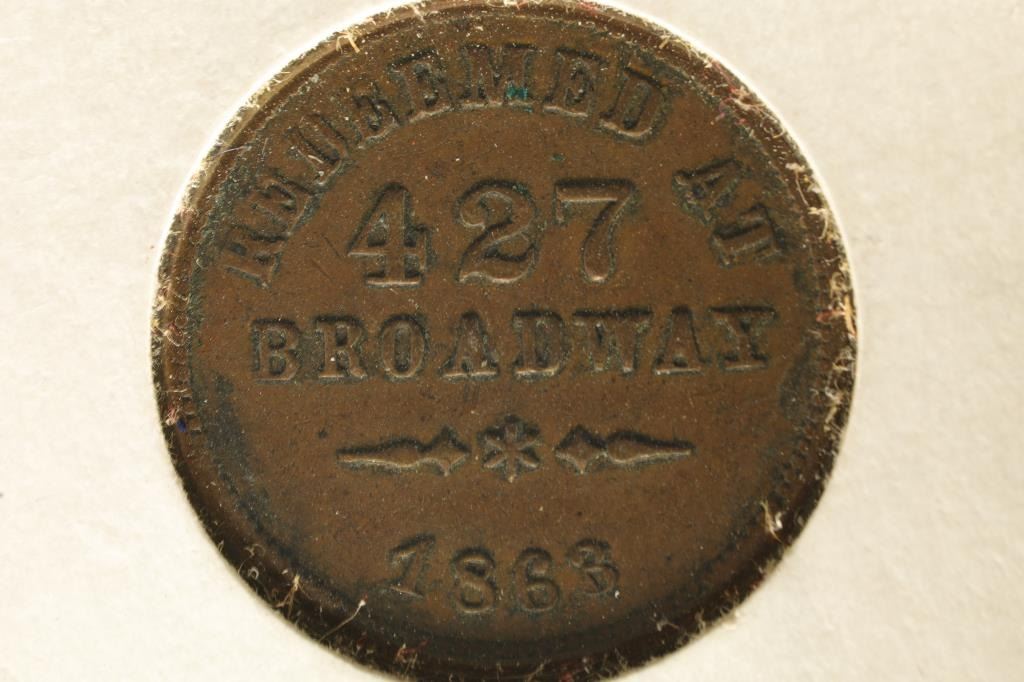 REDEEMED AT
427
BROADWAY
1863